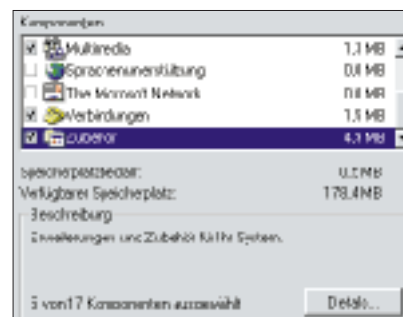 Komponenten
Multimedia 1,1 MB
Sprachenunterstützung 0,0 MB
The Microsoft Network 0,0 MB
Verbindungen 1,5 MB
Zubehör 4,3 MB
Speicherplatzbedarf: MB
Verfügbarer Speicherplatz: 178,4 MB
Beschreibung
Erweiterungen und Zubehör für Ihr System.
von 17 Komponenten ausgewählt
Details...